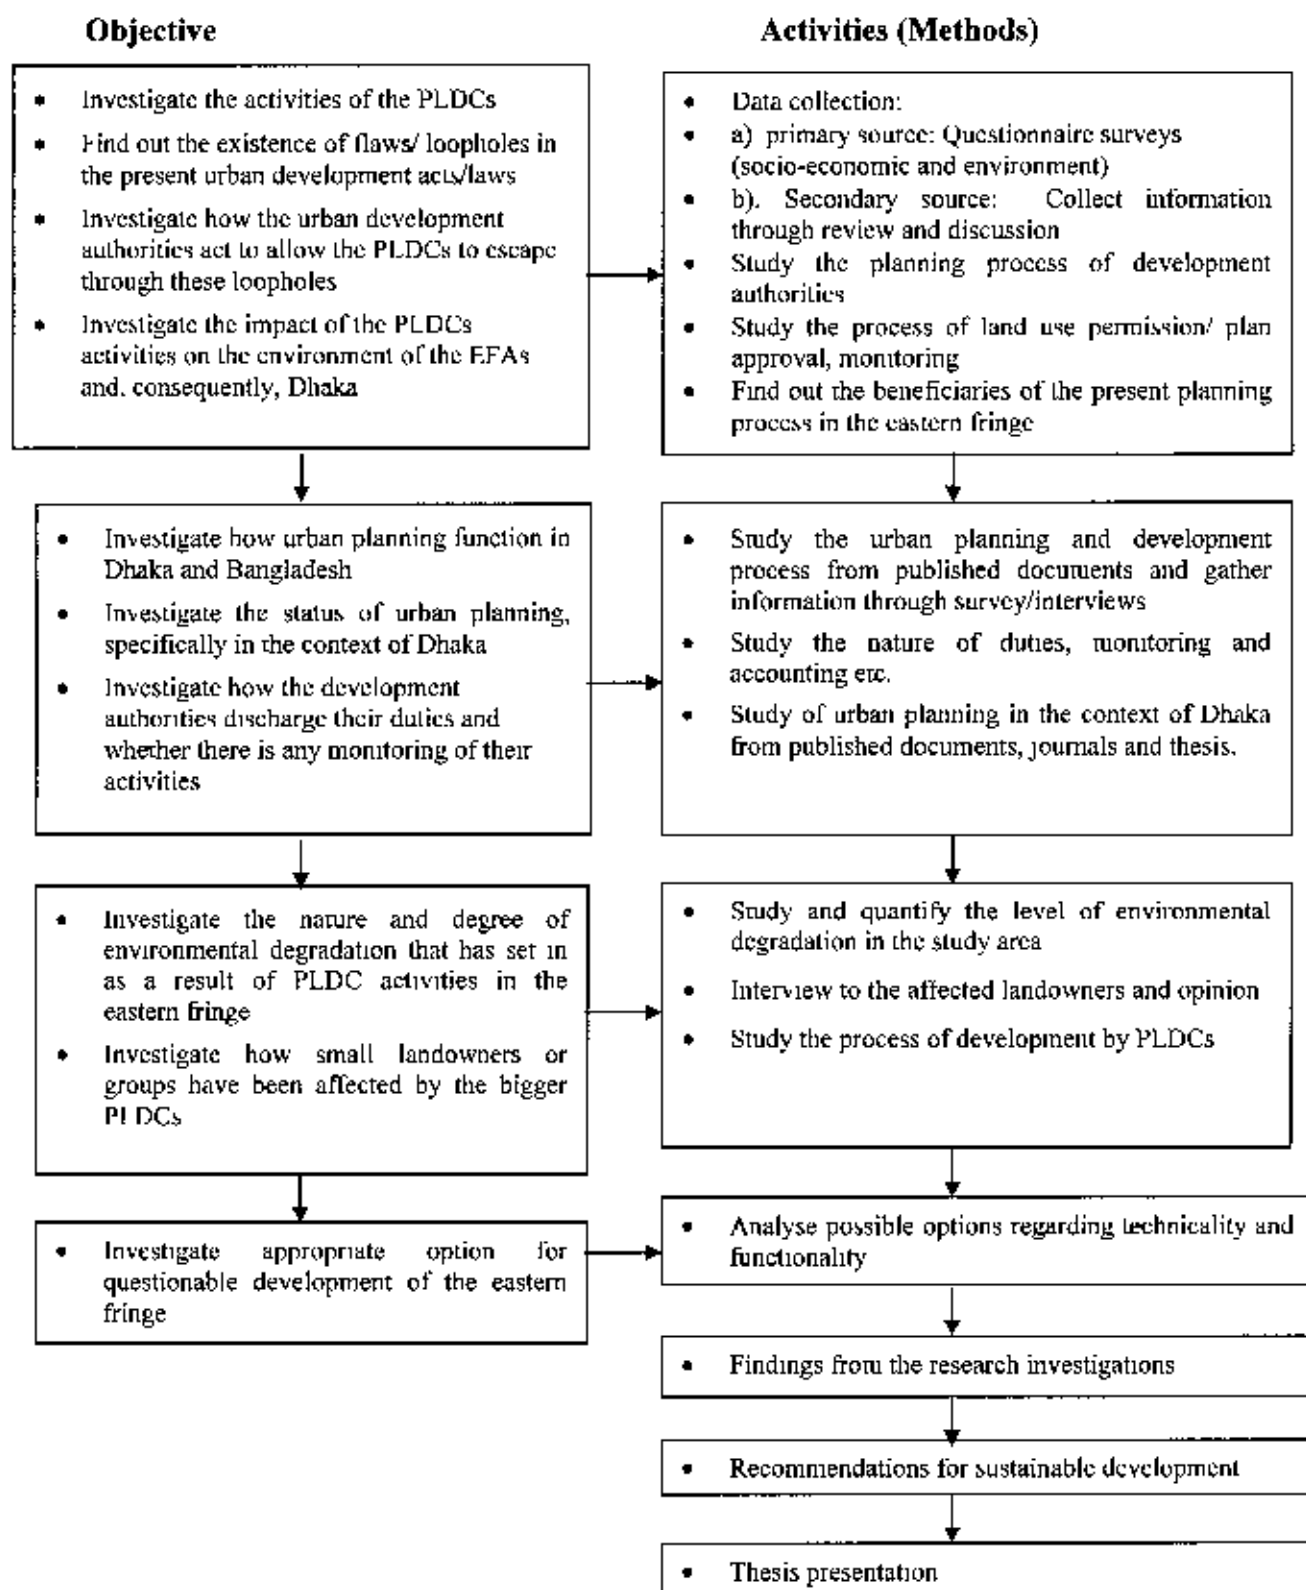 Objective
• Investigate the activities of the PLDCs
• Find out the existence of flaws/ loopholes in
the present urban development acts/laws
• Investigate how the urban development
authorities act to allow the PLDCs to escape
through these loopholes
• Investigate the impact of the PLDCs
activities on the environment of the EFAs
and, consequently, Dhaka
• Investigate how urban planning function in
Dhaka and Bangladesh
• Investigate the status of urban planning,
specifically in the context of Dhaka
• Investigate how the development
authorities discharge their duties and
whether there is any monitoring of their
activities
• Investigate the nature and degree of
environmental degradation that has set in
as a result of PLDC activities in the
eastern fringe
• Investigate how small landowners or
groups have been affected by the bigger
PLDCs
• Investigate appropriate option for
questionable development of the eastern
fringe
Activities (Methods)
• Data collection:
• a) primary source: Questionnaire surveys
(socio-economic and environment)
• b). Secondary source: Collect information
through review and discussion
• Study the planning process of development
authorities
• Study the process of land use permission/ plan
approval, monitoring
• Find out the beneficiaries of the present planning
process in the eastern fringe
• Study the urban planning and development
process from published documents and gather
information through survey/interviews
• Study the nature of duties, monitoring and
accounting etc.
• Study of urban planning in the context of Dhaka
from published documents, journals and thesis.
• Study and quantify the level of environmental
degradation in the study area
• Interview to the affected landowners and opinion
• Study the process of development by PLDCs
• Analyse possible options regarding technicality and
functionality
• Findings from the research investigations
• Recommendations for sustainable development
• Thesis presentation